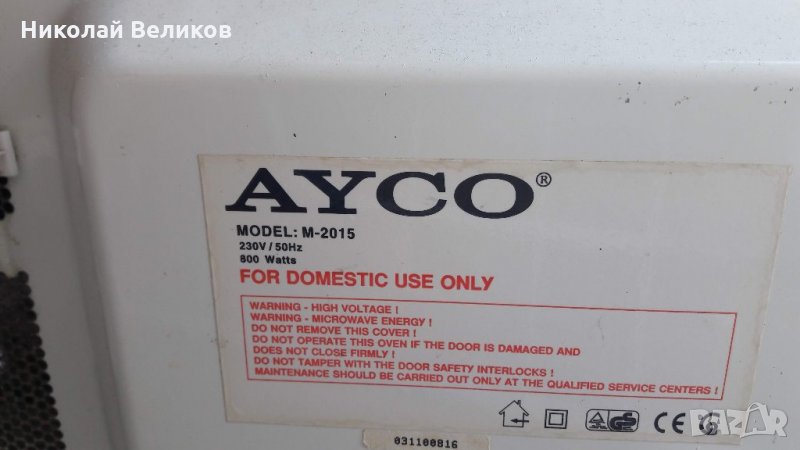 Николай Великов
AYCO®
MODEL: M-2015
230V / 50Hz
800 Watts
FOR DOMESTIC USE ONLY
WARNING - HIGH VOLTAGE !
WARNING - MICROWAVE ENERGY !
DO NOT REMOVE THIS COVER !
DO NOT OPERATE THIS OVEN IF THE DOOR IS DAMAGED AND
DOES NOT CLOSE FIRMLY !
DO NOT TAMPER WITH THE DOOR SAFETY INTERLOCKS !
MAINTENANCE SHOULD BE CARRIED OUT ONLY AT THE QUALIFIED SERVICE CENTERS !
GS CE
BAZAR
031100816